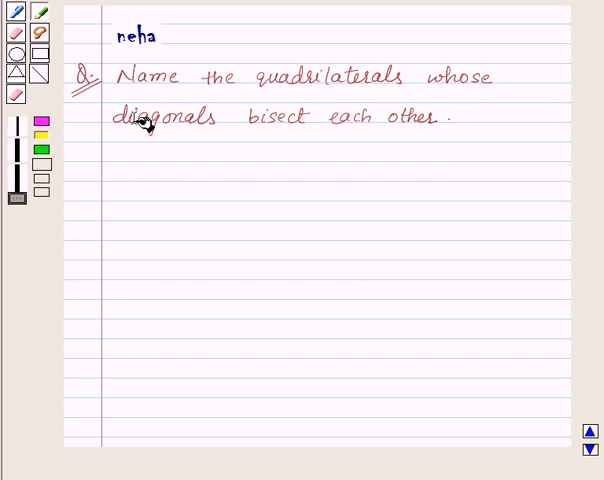 neha
Q. Name the quadrilaterals whose
diagonals bisect each other.